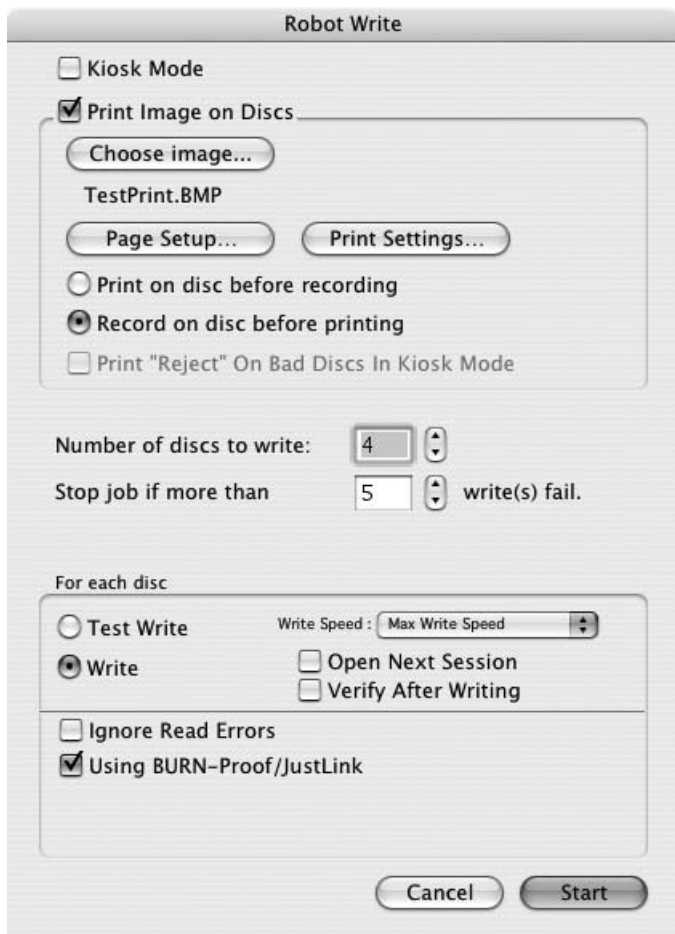 Robot Write
Kiosk Mode
Print Image on Discs
Choose image...
TestPrint.BMP
Page Setup... Print Settings...
Print on disc before recording
Record on disc before printing
Print "Reject" On Bad Discs In Kiosk Mode
Number of discs to write: 4
Stop job if more than 5 write(s) fail.
For each disc
Test Write Write Speed : Max Write Speed
Write Open Next Session
Verify After Writing
Ignore Read Errors
Using BURN-Proof/JustLink
Cancel Start